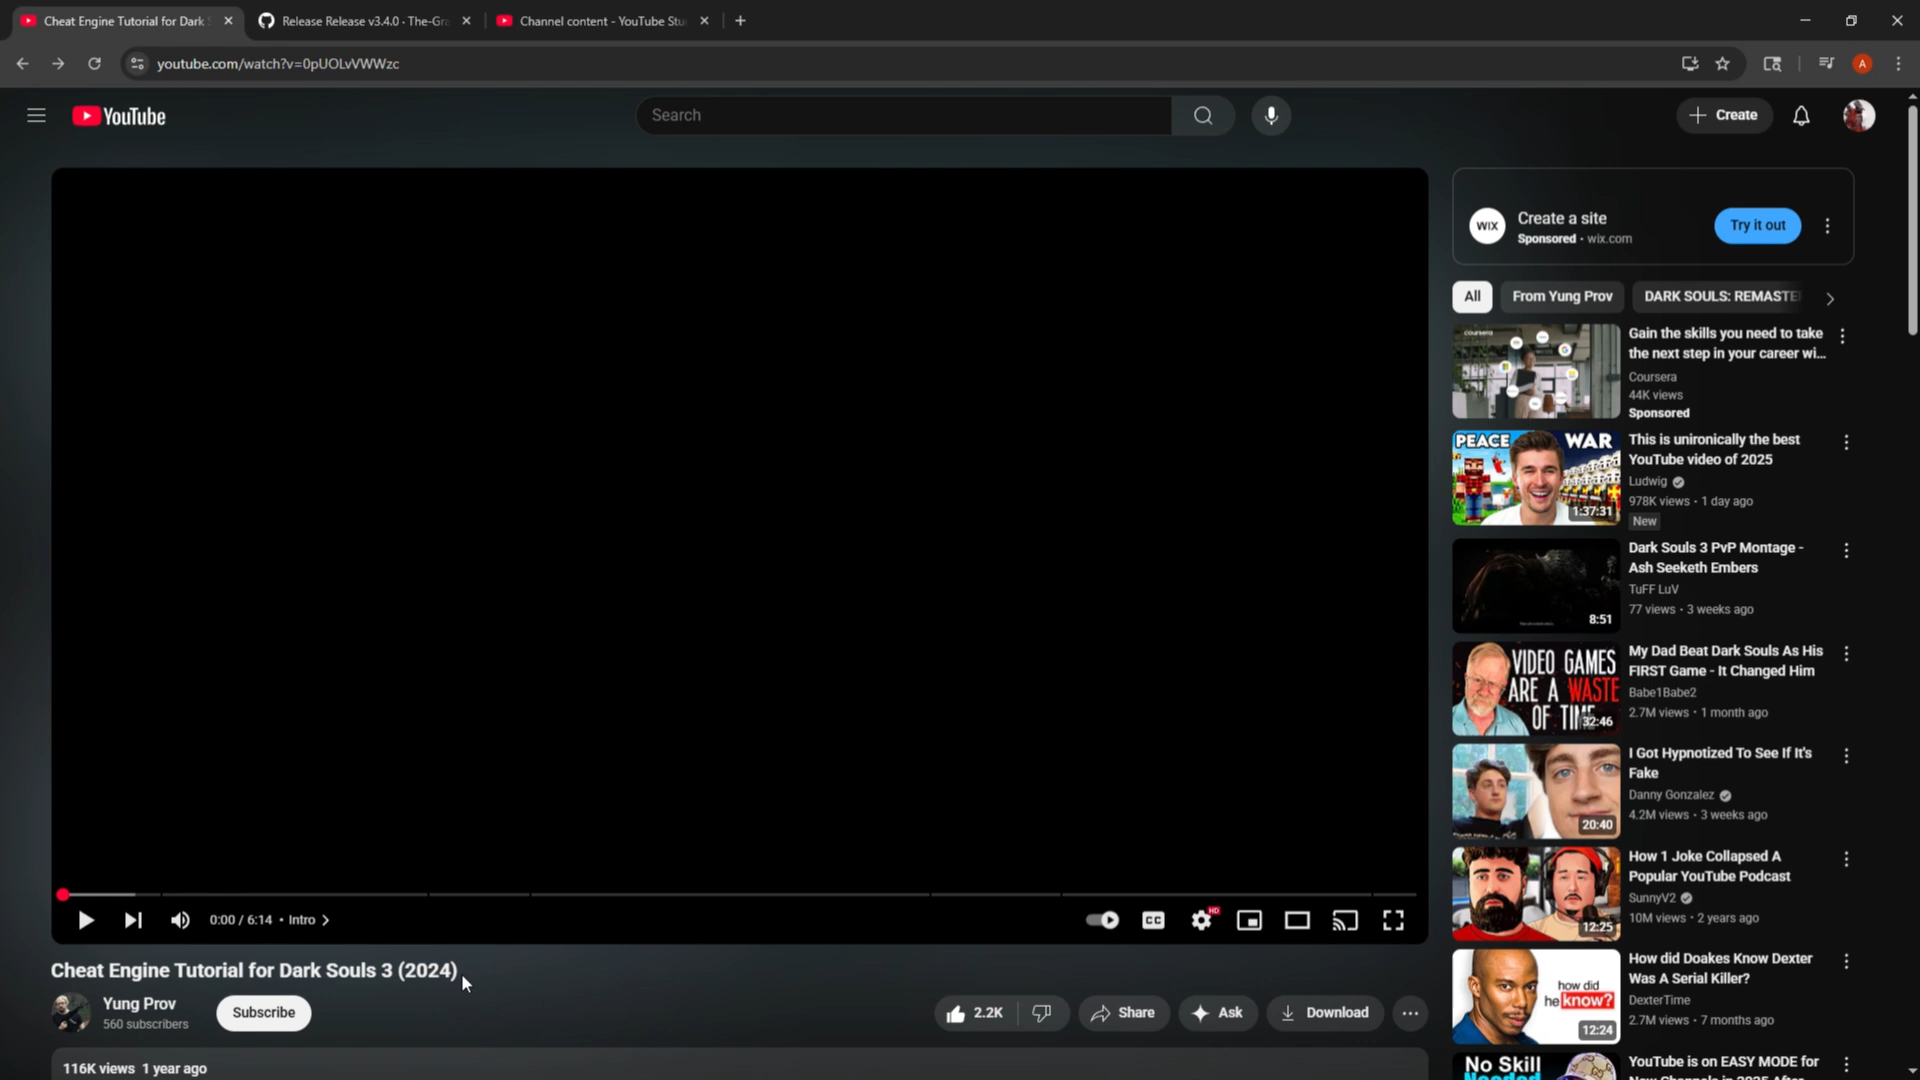 Cheat Engine Tutorial for Dark S
Release Release v3.4.0 · The-Gra
Channel content - YouTube Stu
youtube.com/watch?v=0pUOLvVWWzc
A
YouTube
Search
Create
WIX
Create a site
Sponsored · wix.com
Try it out
All
From Yung Prov
DARK SOULS: REMASTE
coursera
Gain the skills you need to take
the next step in your career wi...
Coursera
44K views
Sponsored
PEACE WAR
1:37:31
This is unironically the best
YouTube video of 2025
Ludwig
978K views · 1 day ago
New
8:51
Dark Souls 3 PvP Montage -
Ash Seeketh Embers
TuFF LuV
77 views · 3 weeks ago
VIDEO GAMES
ARE A WASTE
OF TIME
32:46
My Dad Beat Dark Souls As His
FIRST Game - It Changed Him
Babe1Babe2
2.7M views · 1 month ago
20:40
I Got Hypnotized To See If It's
Fake
Danny Gonzalez
4.2M views · 3 weeks ago
12:25
How 1 Joke Collapsed A
Popular YouTube Podcast
SunnyV2
10M views · 2 years ago
how did
he know?
12:24
How did Doakes Know Dexter
Was A Serial Killer?
DexterTime
2.7M views · 7 months ago
No Skill
YouTube is on EASY MODE for
0:00 / 6:14 · Intro
CC
HD
Cheat Engine Tutorial for Dark Souls 3 (2024)
Yung Prov
560 subscribers
Subscribe
2.2K
Share
Ask
Download
116K views 1 year ago